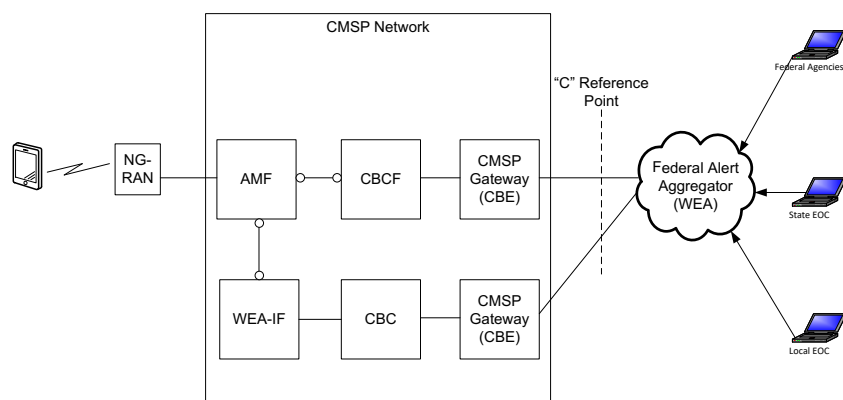 CMSP Network
Federal Agencies
“C” Reference
Point
NG-
RAN
AMF
CBCF
CMSP
Gateway
(CBE)
Federal Alert
Aggregator
(WEA)
State EOC
WEA-IF
CBC
CMSP
Gateway
(CBE)
Local EOC